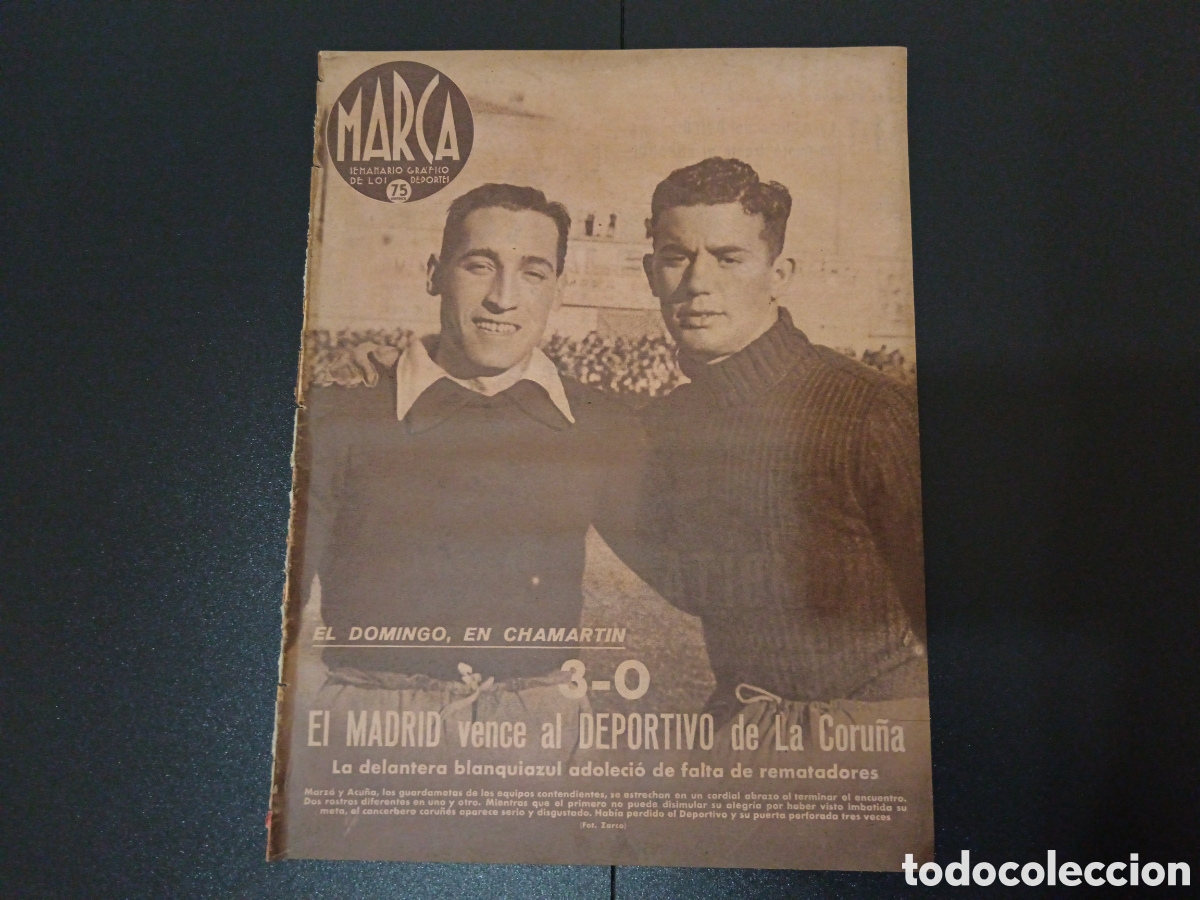 MARCA
SEMANARIO GRÁFICO
DE LOS DEPORTES
75
EL DOMINGO, EN CHAMARTIN
3-0
El MADRID vence al DEPORTIVO de La Coruña
La delantera blanquiazul adoleció de falta de rematadores
Marzá y Acuña, los guardametas de los equipos contendientes, se estrechan en un cordial abrazo al terminar el encuentro.
Dos rostros diferentes en uno y otro. Mientras que el primero no puede disimular su alegría por haber visto imbatida su
meta, el cancerbero coruñés aparece serio y disgustado. Había perdido el Deportivo y su puerta perforada tres veces
(Fot. Zarco)
todocoleccion